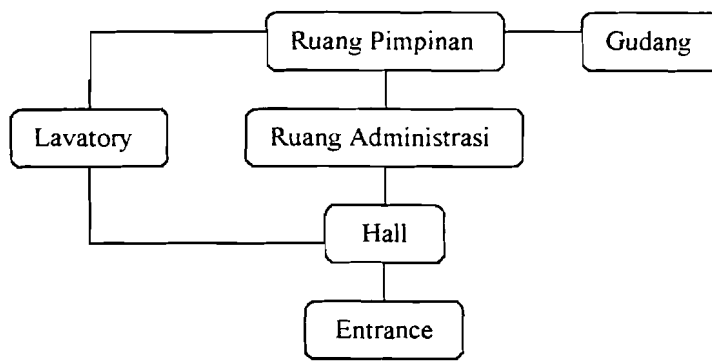 Ruang Pimpinan
Gudang
Lavatory
Ruang Administrasi
Hall
Entrance